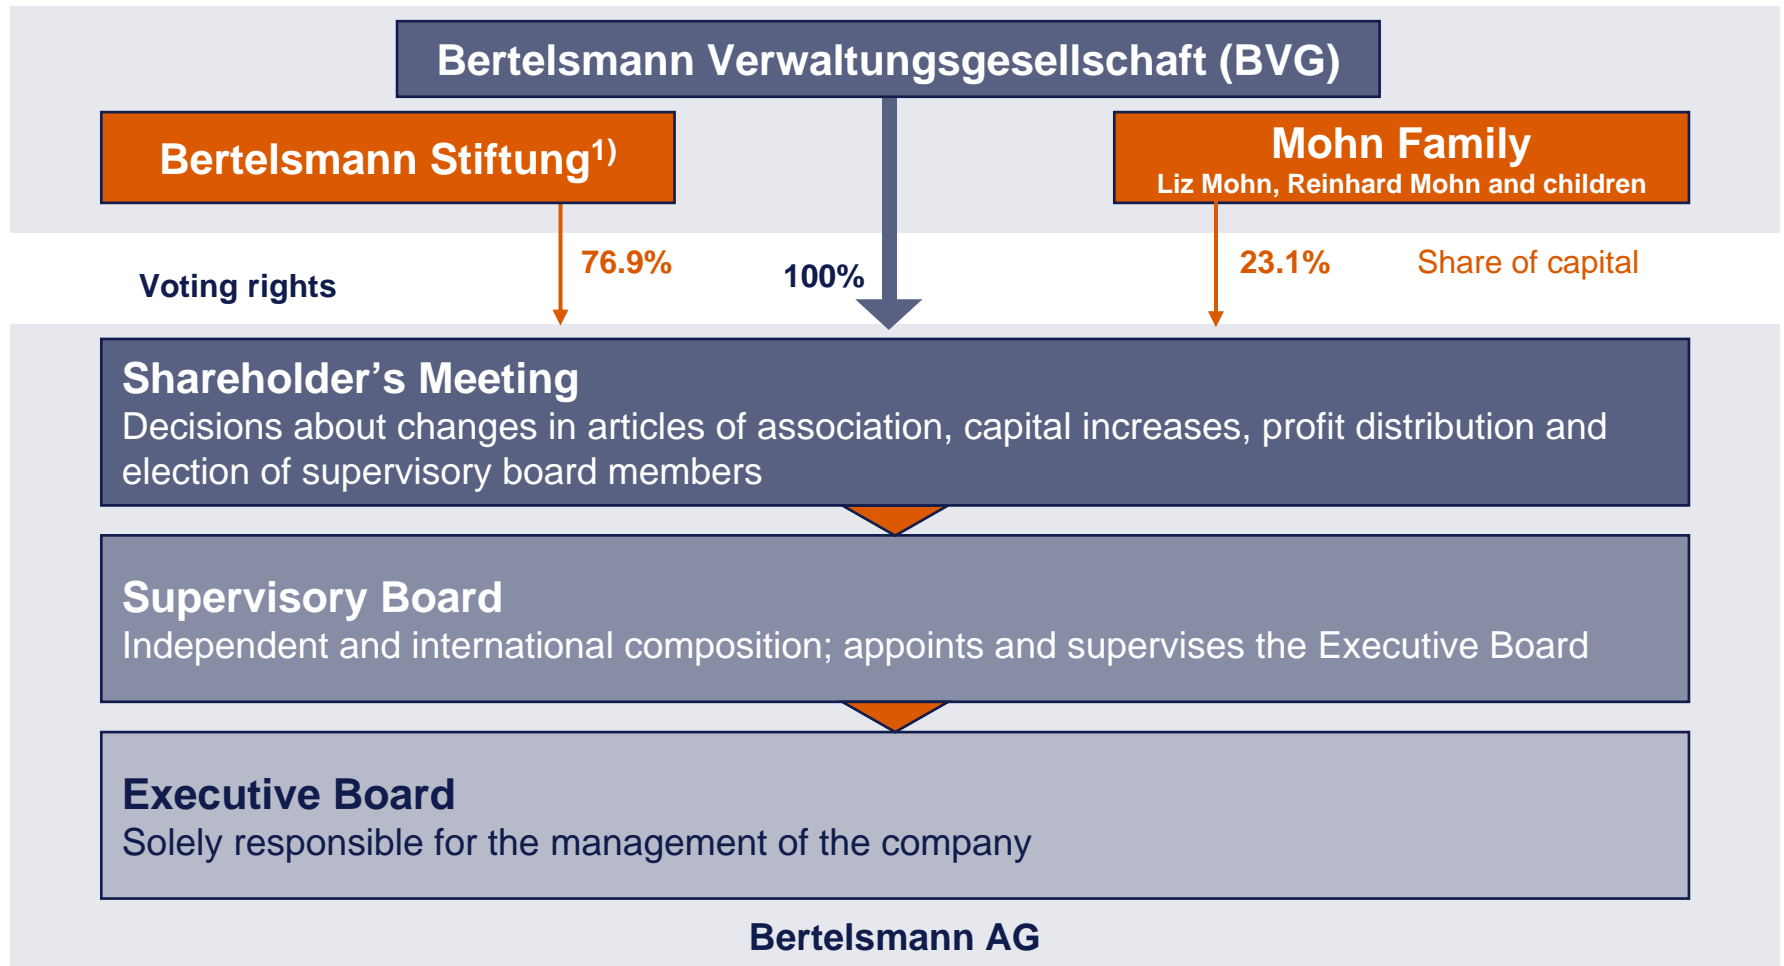 Bertelsmann Verwaltungsgesellschaft (BVG)
Bertelsmann Stiftung1)
Mohn Family
Liz Mohn, Reinhard Mohn and children
76.9%
100%
23.1%
Share of capital
Voting rights
Shareholder’s Meeting
Decisions about changes in articles of association, capital increases, profit distribution and
election of supervisory board members
Supervisory Board
Independent and international composition; appoints and supervises the Executive Board
Executive Board
Solely responsible for the management of the company
Bertelsmann AG